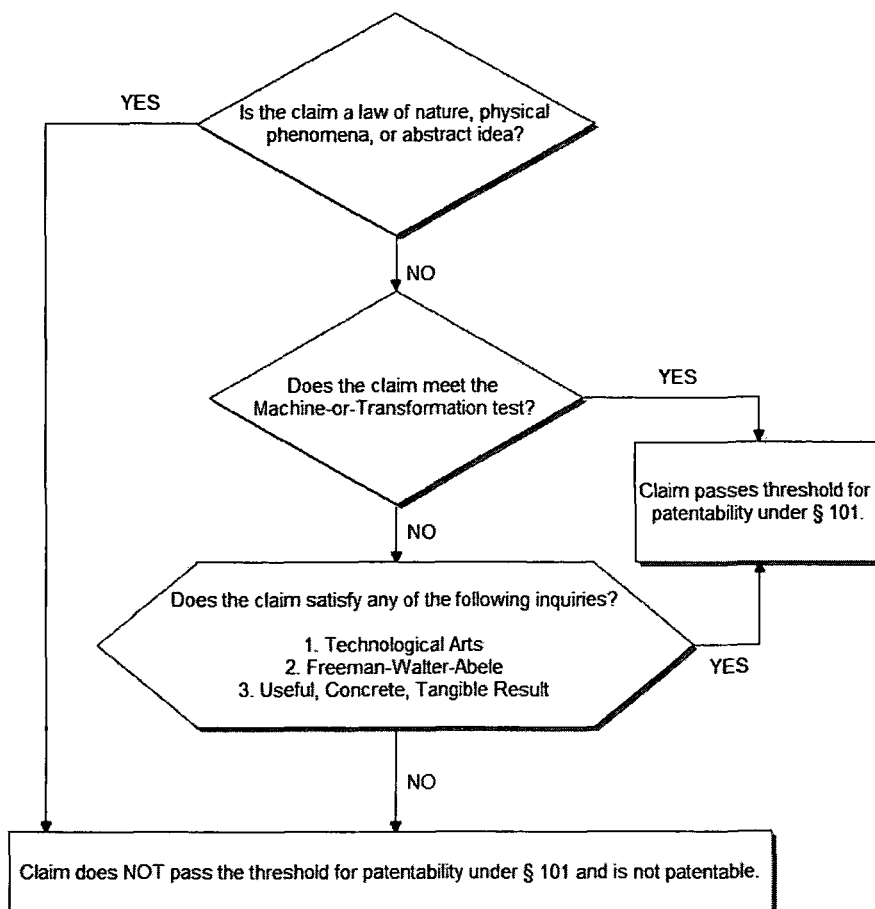 YES
Is the claim a law of nature, physical
phenomena, or abstract idea?
NO
Does the claim meet the
Machine-or-Transformation test?
YES
Claim passes threshold for
patentability under § 101.
NO
Does the claim satisfy any of the following inquiries?
1. Technological Arts
2. Freeman-Walter-Abele
3. Useful, Concrete, Tangible Result
YES
NO
Claim does NOT pass the threshold for patentability under § 101 and is not patentable.